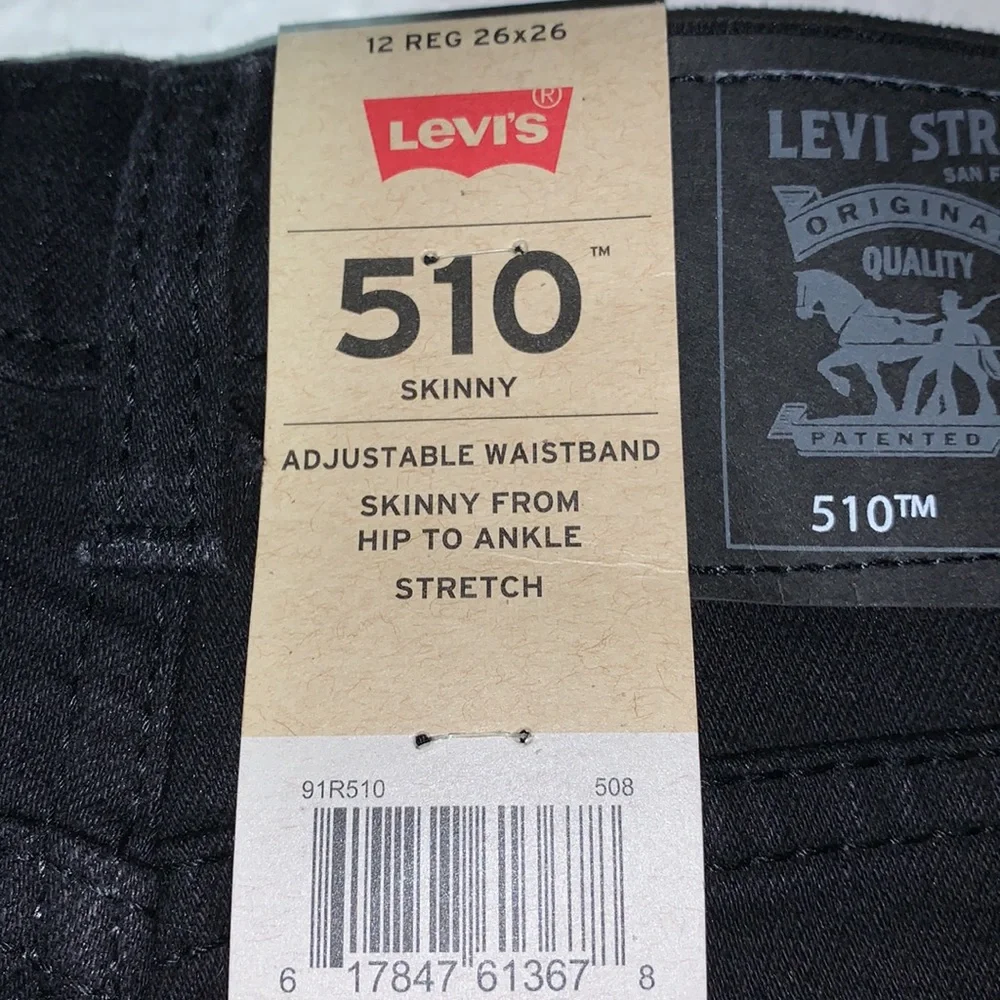 12 REG 26x26
LEVI'S ®
510™
SKINNY
ADJUSTABLE WAISTBAND
SKINNY FROM
HIP TO ANKLE
STRETCH
91R510 508
6 17847 61367 8
LEVI STR
SAN F
ORIGINA
QUALITY
PATENTED
510™